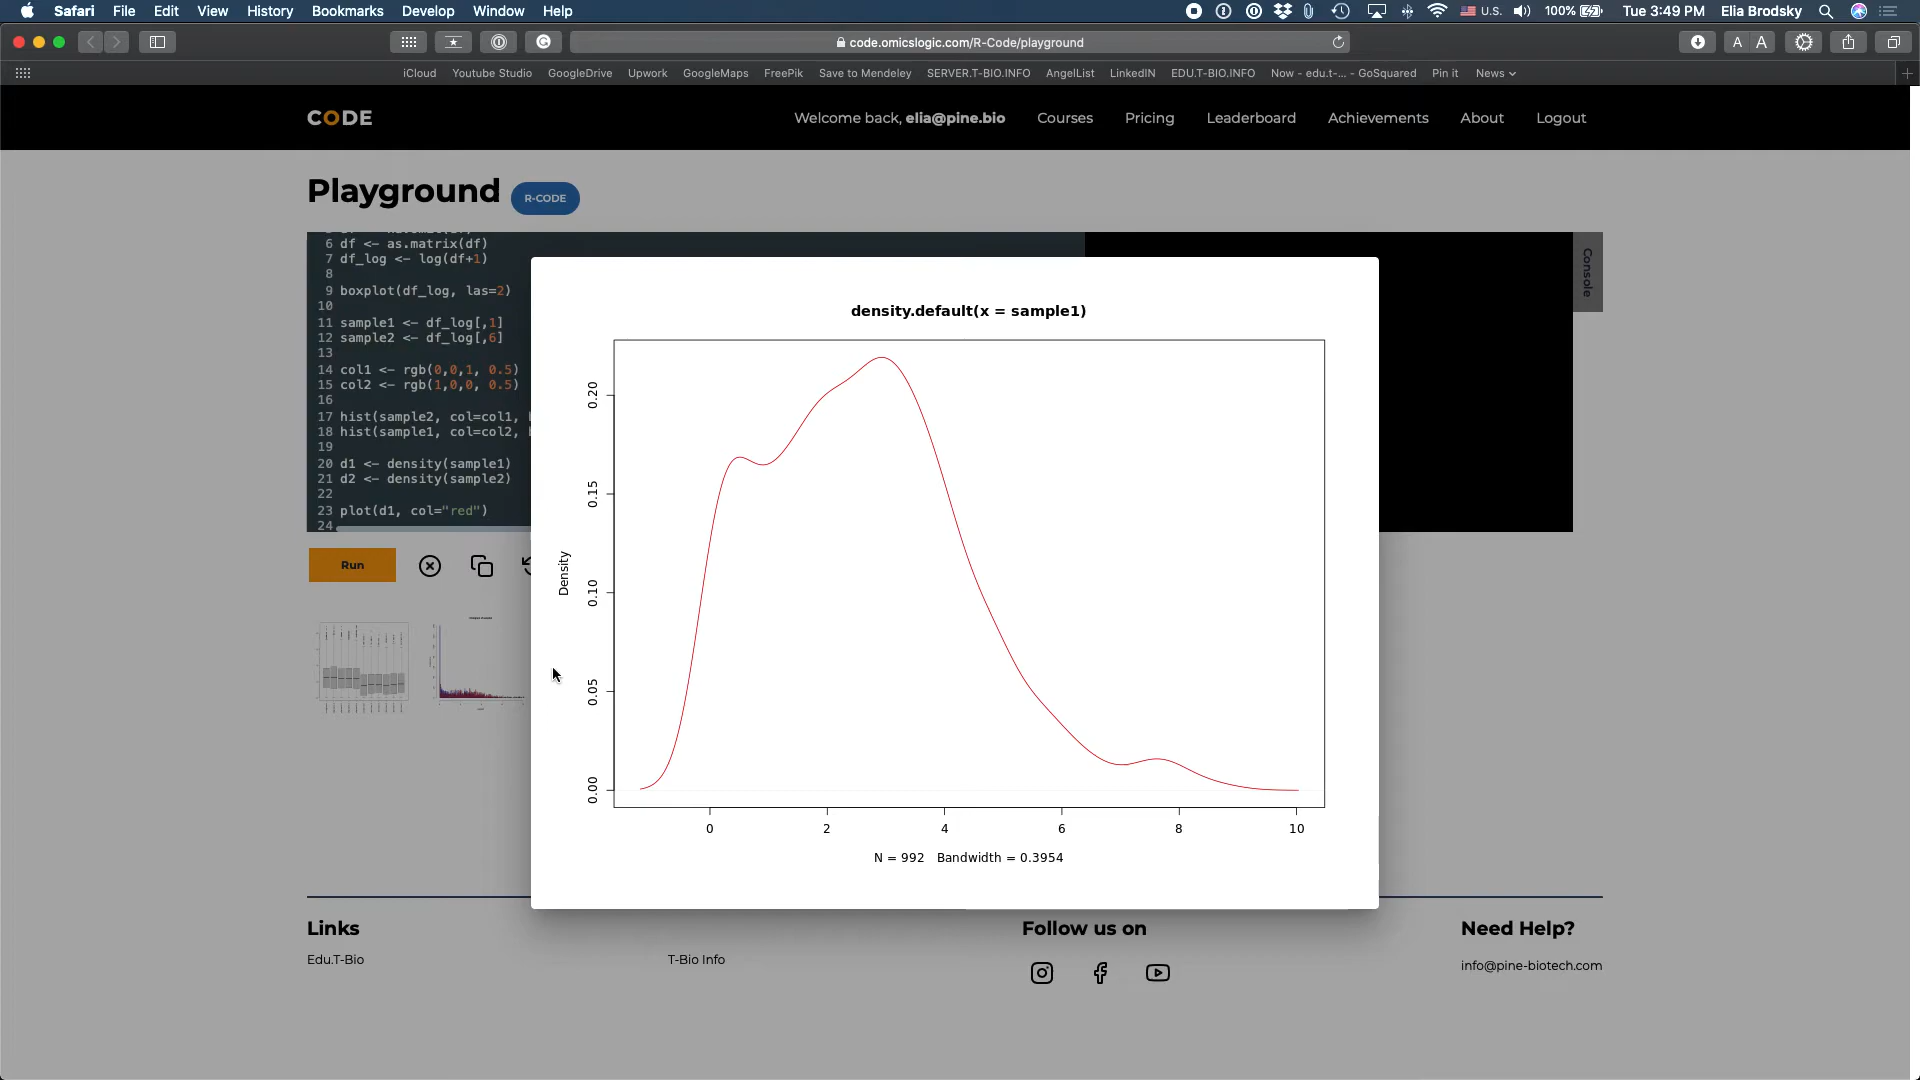 Safari File Edit View History Bookmarks Develop Window Help U.S. 100% Tue 3:49 PM Elia Brodsky
code.omicslogic.com/R-Code/playground A A
iCloud Youtube Studio GoogleDrive Upwork GoogleMaps FreePik Save to Mendeley SERVER.T-BIO.INFO AngelList LinkedIN EDU.T-BIO.INFO Now - edu.t-... - GoSquared Pin it News
CODE Welcome back, elia@pine.bio Courses Pricing Leaderboard Achievements About Logout
Playground R-CODE
6 df <- as.matrix(df)
7 df_log <- log(df+1)
8
9 boxplot(df_log, las=2)
10
11 sample1 <- df_log[,1]
12 sample2 <- df_log[,6]
13
14 col1 <- rgb(0,0,1, 0.5)
15 col2 <- rgb(1,0,0, 0.5)
16
17 hist(sample2, col=col1,
18 hist(sample1, col=col2,
19
20 d1 <- density(sample1)
21 d2 <- density(sample2)
22
23 plot(d1, col="red")
24
Console
Run
density.default(x = sample1)
Density
0.20
0.15
0.10
0.05
0.00
0 2 4 6 8 10
N = 992 Bandwidth = 0.3954
Links
Edu.T-Bio
T-Bio Info
Follow us on
Need Help?
info@pine-biotech.com